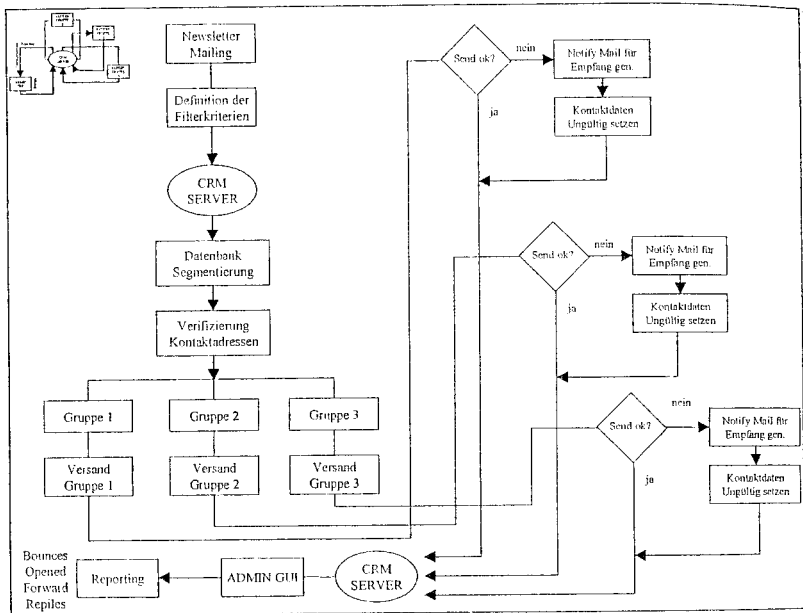 CRM
SERVER
Newsletter
Mailing
Definition der
Filterkriterien
CRM
SERVER
Datenbank
Segmentierung
Verifizierung
Kontaktadressen
Gruppe 1
Gruppe 2
Gruppe 3
Versand
Gruppe 1
Versand
Gruppe 2
Versand
Gruppe 3
Send ok?
nein
ja
Notify Mail für
Empfang gen.
Kontaktdaten
Ungültig setzen
Send ok?
nein
ja
Notify Mail für
Empfang gen.
Kontaktdaten
Ungültig setzen
Send ok?
nein
ja
Notify Mail für
Empfang gen.
Kontaktdaten
Ungültig setzen
Bounces
Opened
Forward
Repiles
Reporting
ADMIN GUI
CRM
SERVER